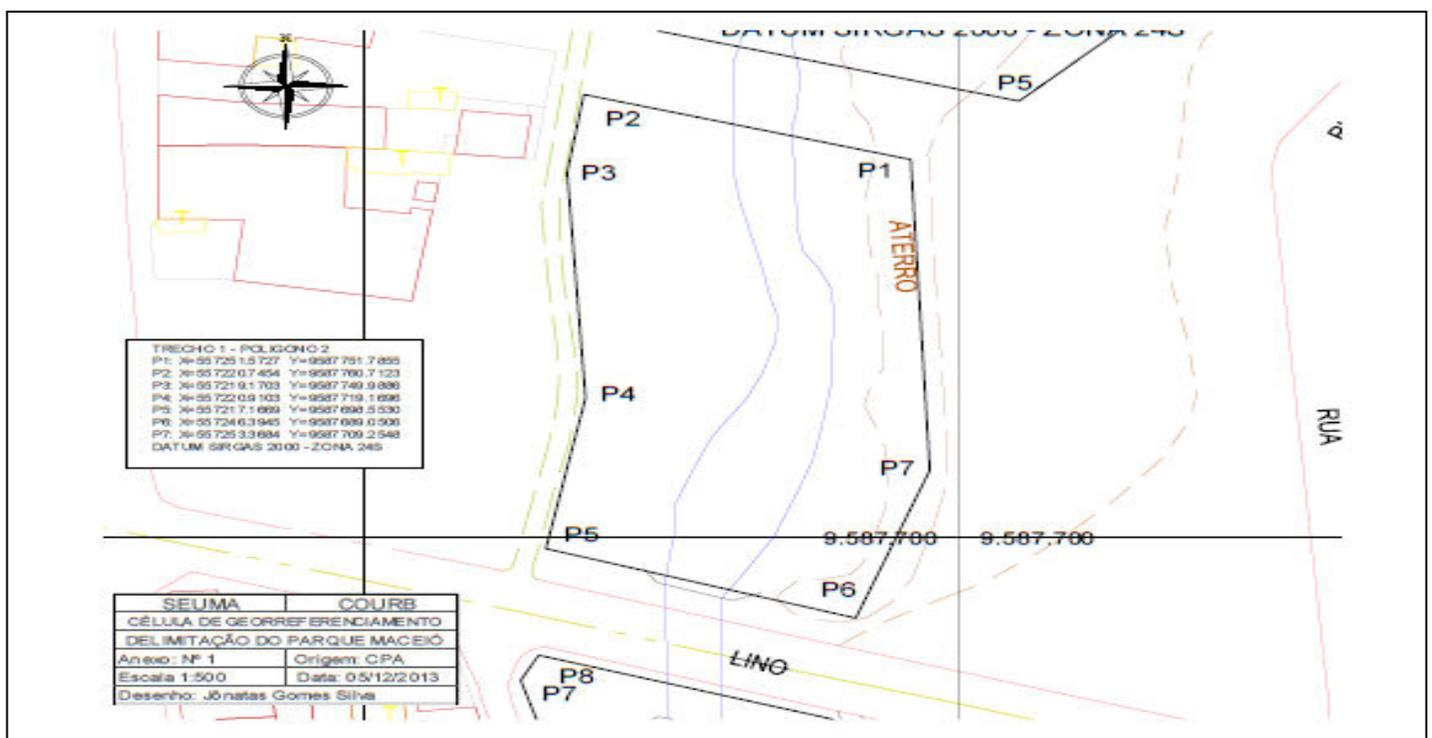 DATUM SIRGAS 2000 - ZONA 24S
P5
P2
P1
P3
ATERRO
TRECHO 1 - POLIGONO 2
P1: X=557251.5727 Y=9587751.7855
P2: X=557220.7454 Y=9587760.7123
P3: X=557219.1703 Y=9587749.9886
P4: X=557220.9103 Y=9587719.1696
P5: X=557217.1669 Y=9587698.5530
P6: X=557246.3945 Y=9587689.0506
P7: X=557253.3684 Y=9587709.2548
DATUM SIRGAS 2000 - ZONA 24S
P4
RUA
P7
P5
9.587.700 9.587.700
P6
SEUMA COURB
CÉLULA DE GEORREFERENCIAMENTO
DELIMITAÇÃO DO PARQUE MACEIÓ
Anexo: Nº 1 Origem: CPA
Escala 1:500 Data: 05/12/2013
Desenho: Jônatas Gomes Silva
LINO
P8
P7